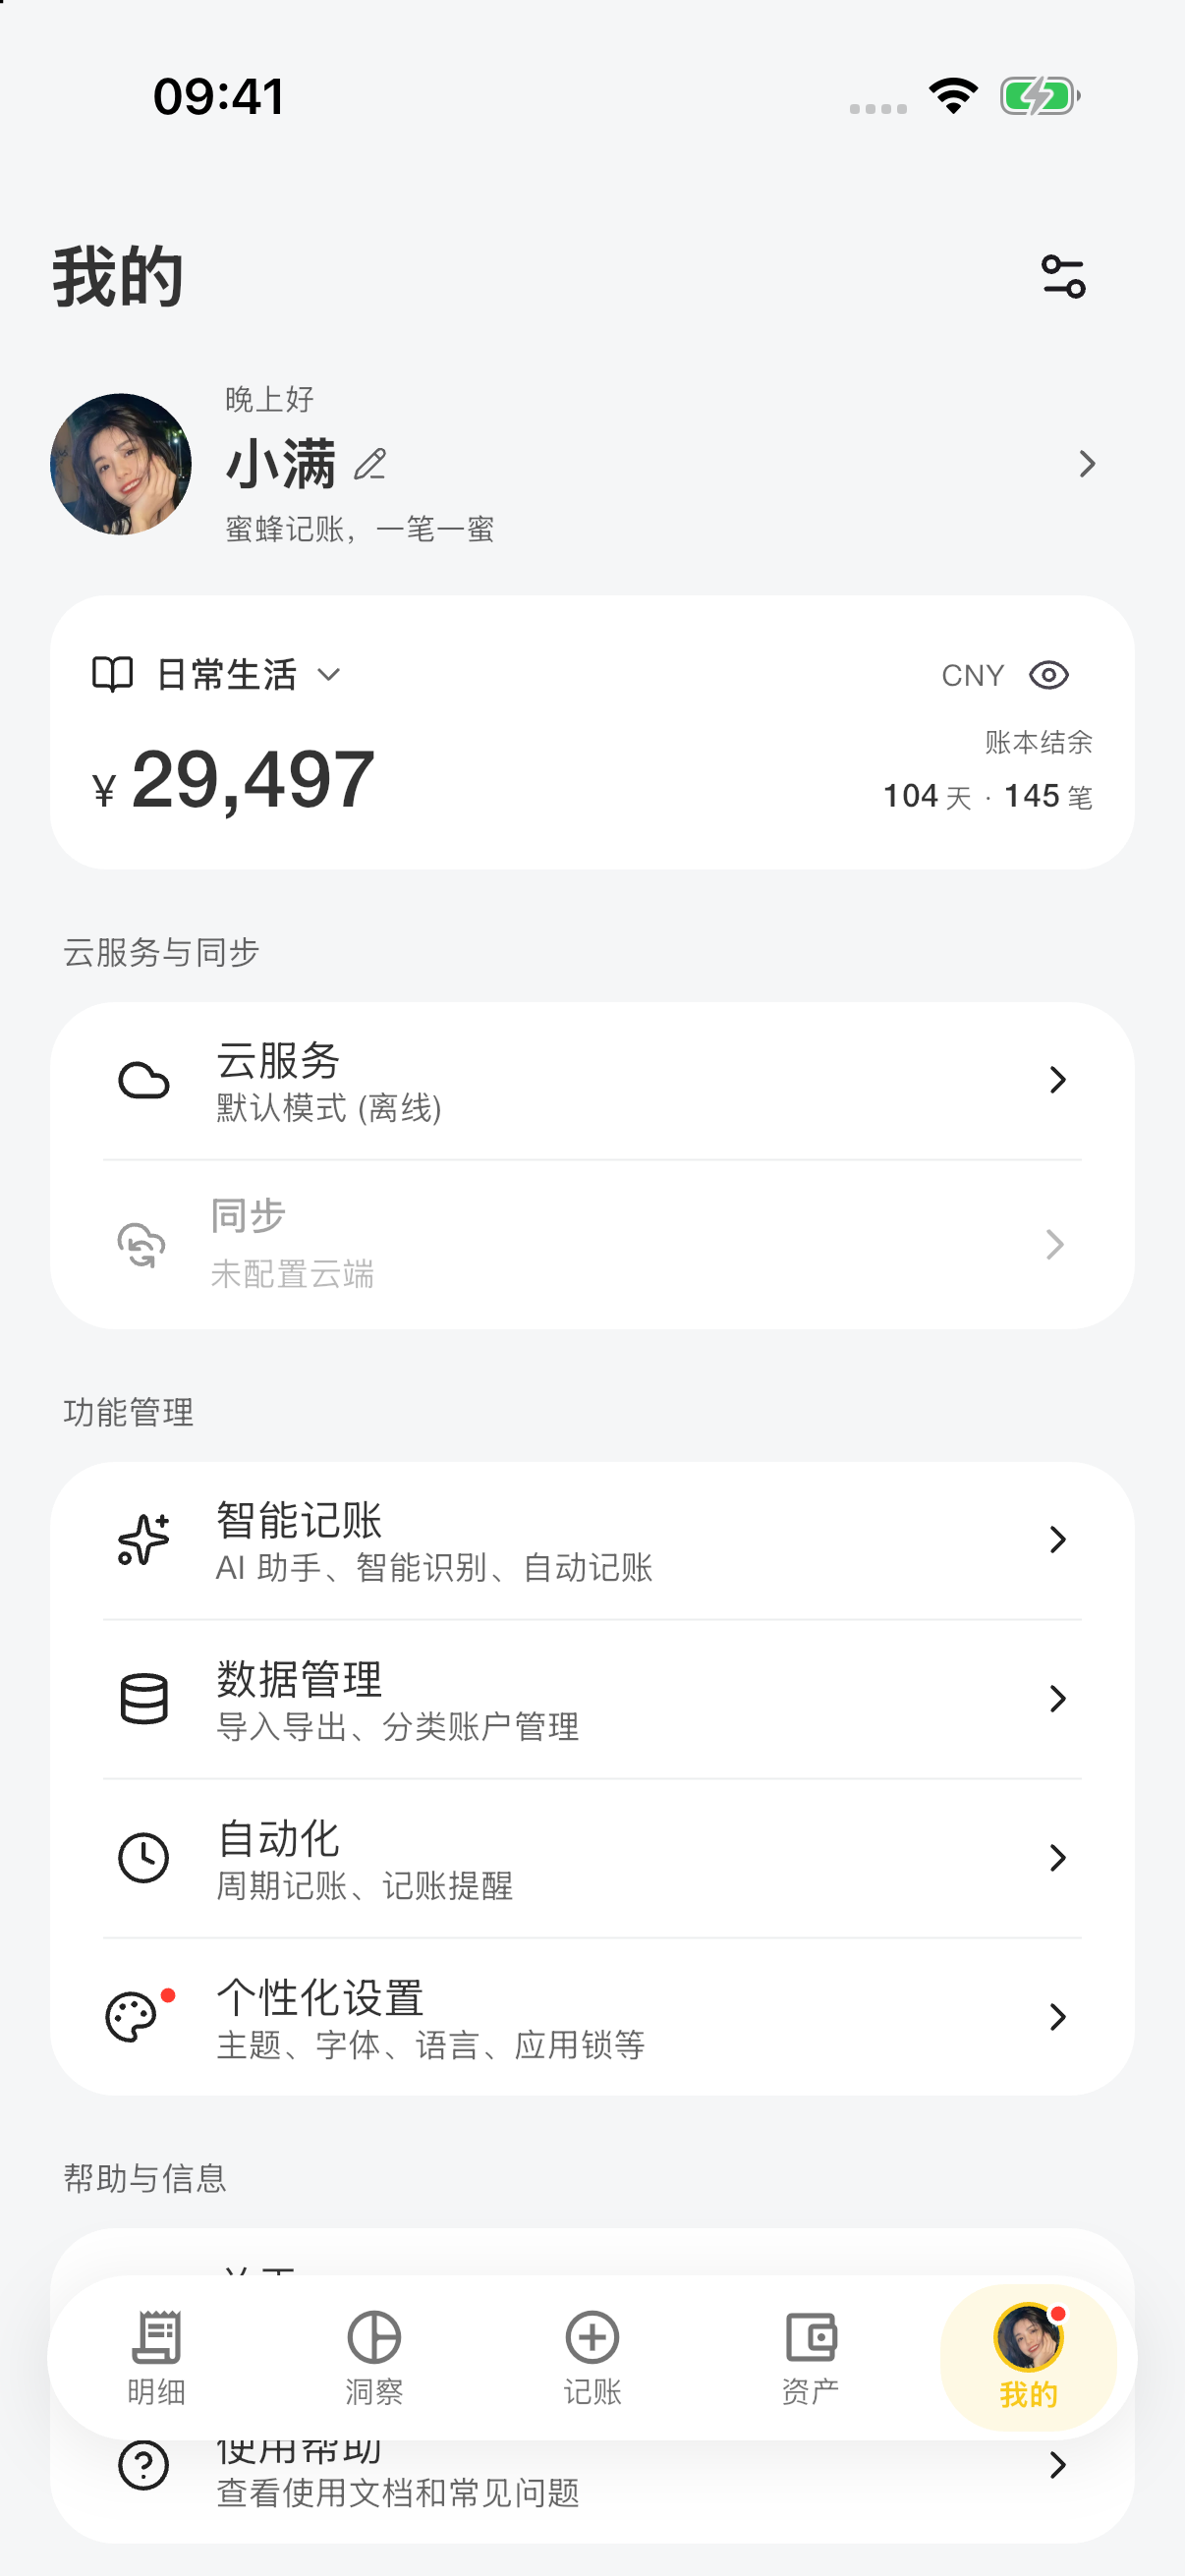 09:41
我的
晚上好
小满
蜜蜂记账，一笔一蜜
日常生活
CNY
¥ 29,497
账本结余
104 天 · 145 笔
云服务与同步
云服务
默认模式 (离线)
同步
未配置云端
功能管理
智能记账
AI 助手、智能识别、自动记账
数据管理
导入导出、分类账户管理
自动化
周期记账、记账提醒
个性化设置
主题、字体、语言、应用锁等
帮助与信息
明细
洞察
记账
资产
我的
使用帮助
查看使用文档和常见问题